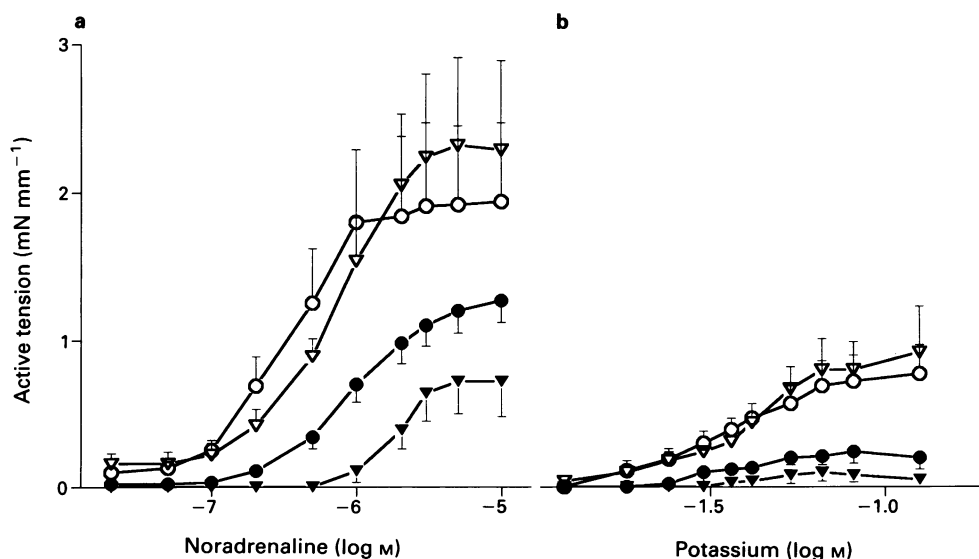 a
b
3
2
1
0
Active tension (mN mm⁻¹)
-7
-6
-5
Noradrenaline (log M)
0
-1.5
-1.0
Potassium (log M)